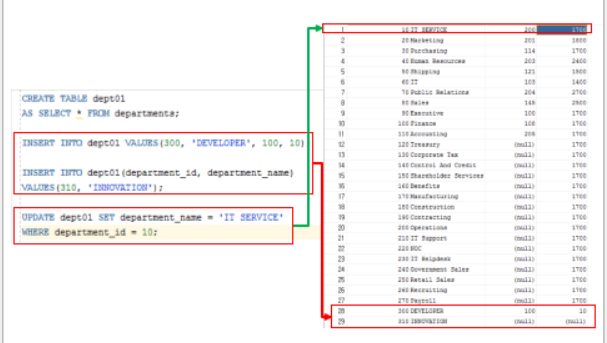 CREATE TABLE dept01
AS SELECT * FROM departments;
INSERT INTO dept01 VALUES(300, 'DEVELOPER', 100, 10)
INSERT INTO dept01(department_id, department_name)
VALUES(310, 'INNOVATION');
UPDATE dept01 SET department_name = 'IT SERVICE'
WHERE department_id = 10;
1 10 IT SERVICE 200 1700
2 20 Marketing 201 1800
3 30 Purchasing 114 1700
4 40 Human Resources 203 2400
5 50 Shipping 121 1500
6 60 IT 103 1400
7 70 Public Relations 204 2700
8 80 Sales 145 2500
9 90 Executive 100 1700
10 100 Finance 108 1700
11 110 Accounting 205 1700
12 120 Treasury (null) 1700
13 130 Corporate Tax (null) 1700
14 140 Control And Credit (null) 1700
15 150 Shareholder Services (null) 1700
16 160 Benefits (null) 1700
17 170 Manufacturing (null) 1700
18 180 Construction (null) 1700
19 190 Contracting (null) 1700
20 200 Operations (null) 1700
21 210 IT Support (null) 1700
22 220 NOC (null) 1700
23 230 IT Helpdesk (null) 1700
24 240 Government Sales (null) 1700
25 250 Retail Sales (null) 1700
26 260 Recruiting (null) 1700
27 270 Payroll (null) 1700
28 300 DEVELOPER 100 10
29 310 INNOVATION (null) (null)